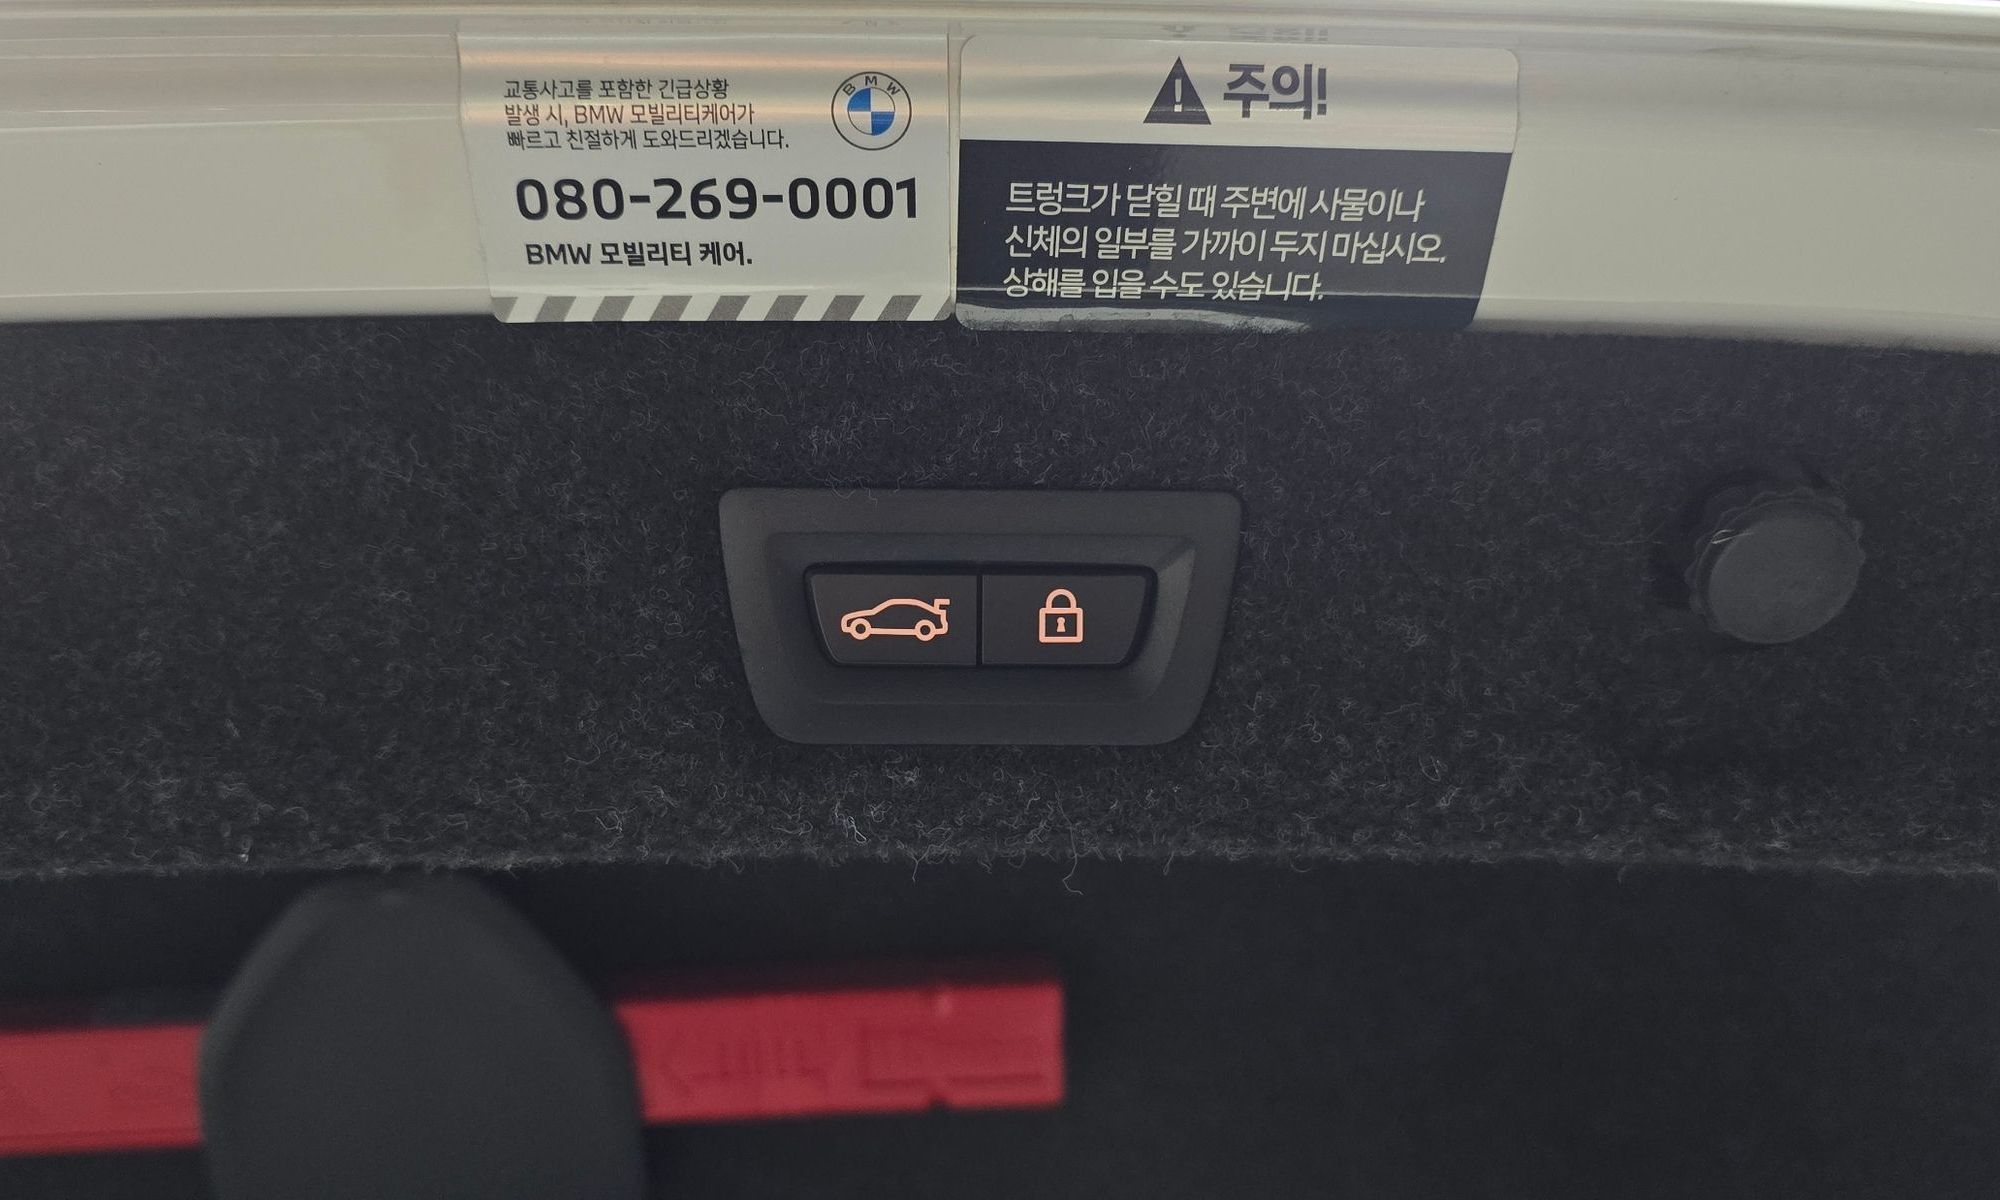 교통사고를 포함한 긴급상황
발생 시, BMW 모빌리티케어가
빠르고 친절하게 도와드리겠습니다.
BMW
080-269-0001
BMW 모빌리티 케어.
주의!
트렁크가 닫힐 때 주변에 사물이나
신체의 일부를 가까이 두지 마십시오.
상해를 입을 수도 있습니다.